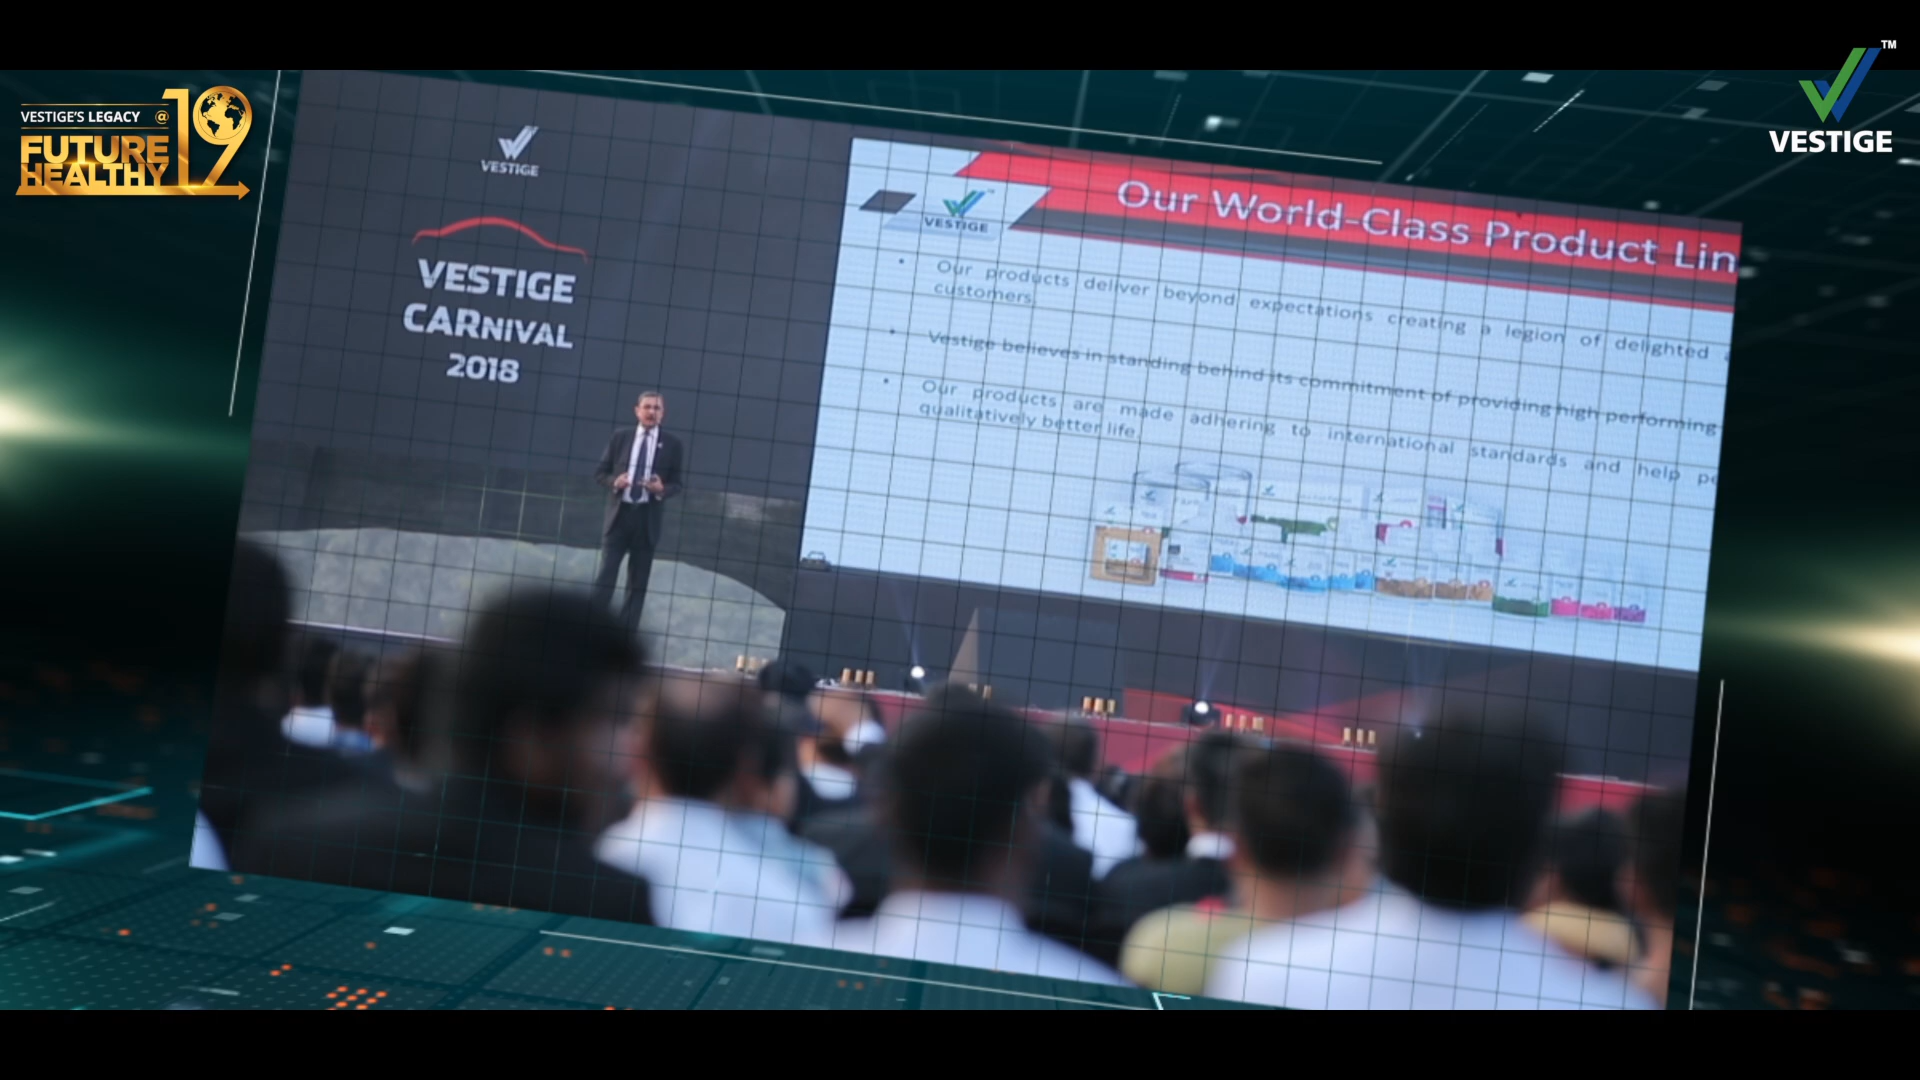 VESTIGE'S LEGACY @ 19
FUTURE
HEALTHY
TM
VESTIGE
VESTIGE
VESTIGE
CARNIVAL
2018
VESTIGE
Our World-Class Product Lin
• Our products deliver beyond expectations creating a legion of delighted
customers.
• Vestige believes in standing behind its commitment of providing high performing
• Our products are made adhering to international standards and help pe
qualitatively better life.